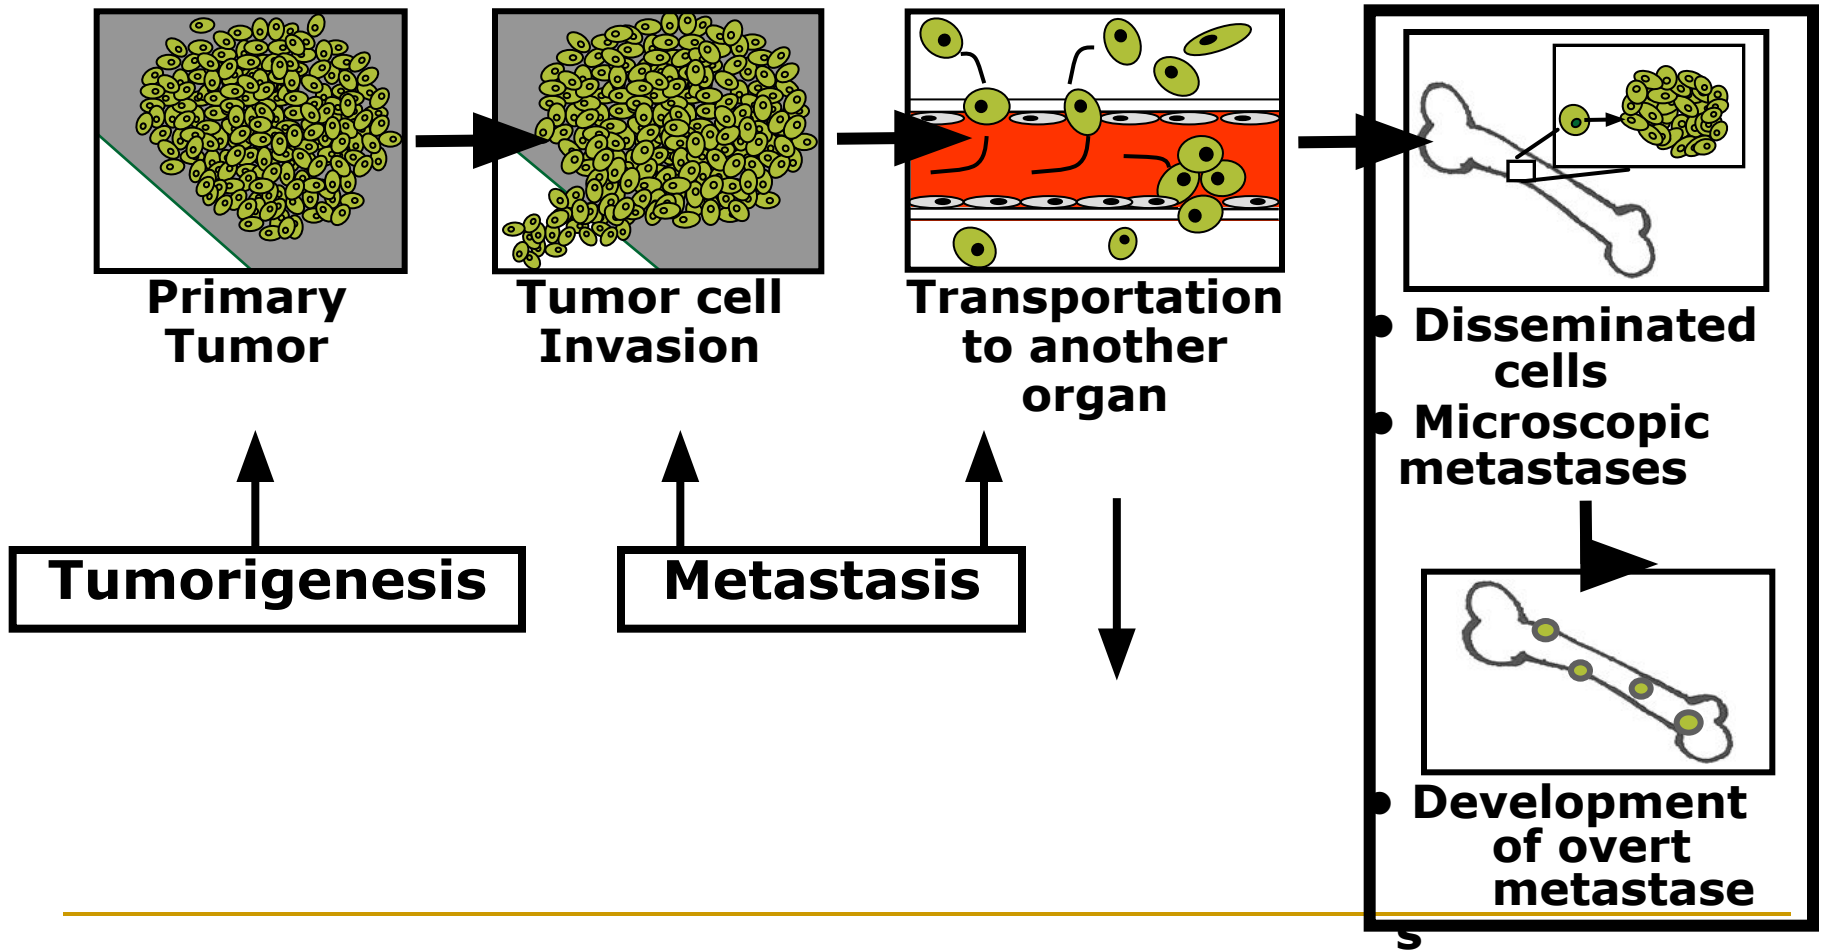 Primary
Tumor
Tumor cell
Invasion
Transportation
to another
organ
• Disseminated
cells
• Microscopic
metastases
Tumorigenesis
Metastasis
• Development
of overt
metastase
s